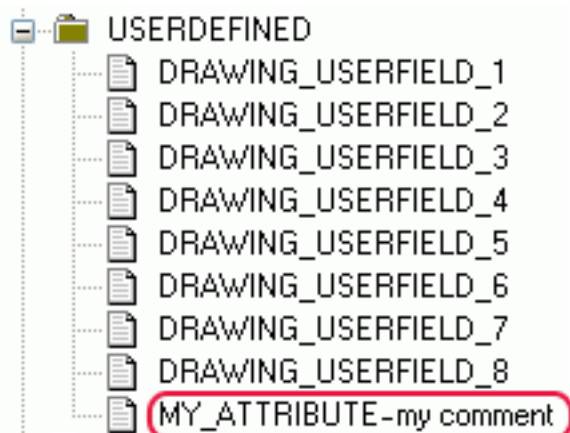 USERDEFINED
DRAWING_USERFIELD_1
DRAWING_USERFIELD_2
DRAWING_USERFIELD_3
DRAWING_USERFIELD_4
DRAWING_USERFIELD_5
DRAWING_USERFIELD_6
DRAWING_USERFIELD_7
DRAWING_USERFIELD_8
MY_ATTRIBUTE-my comment